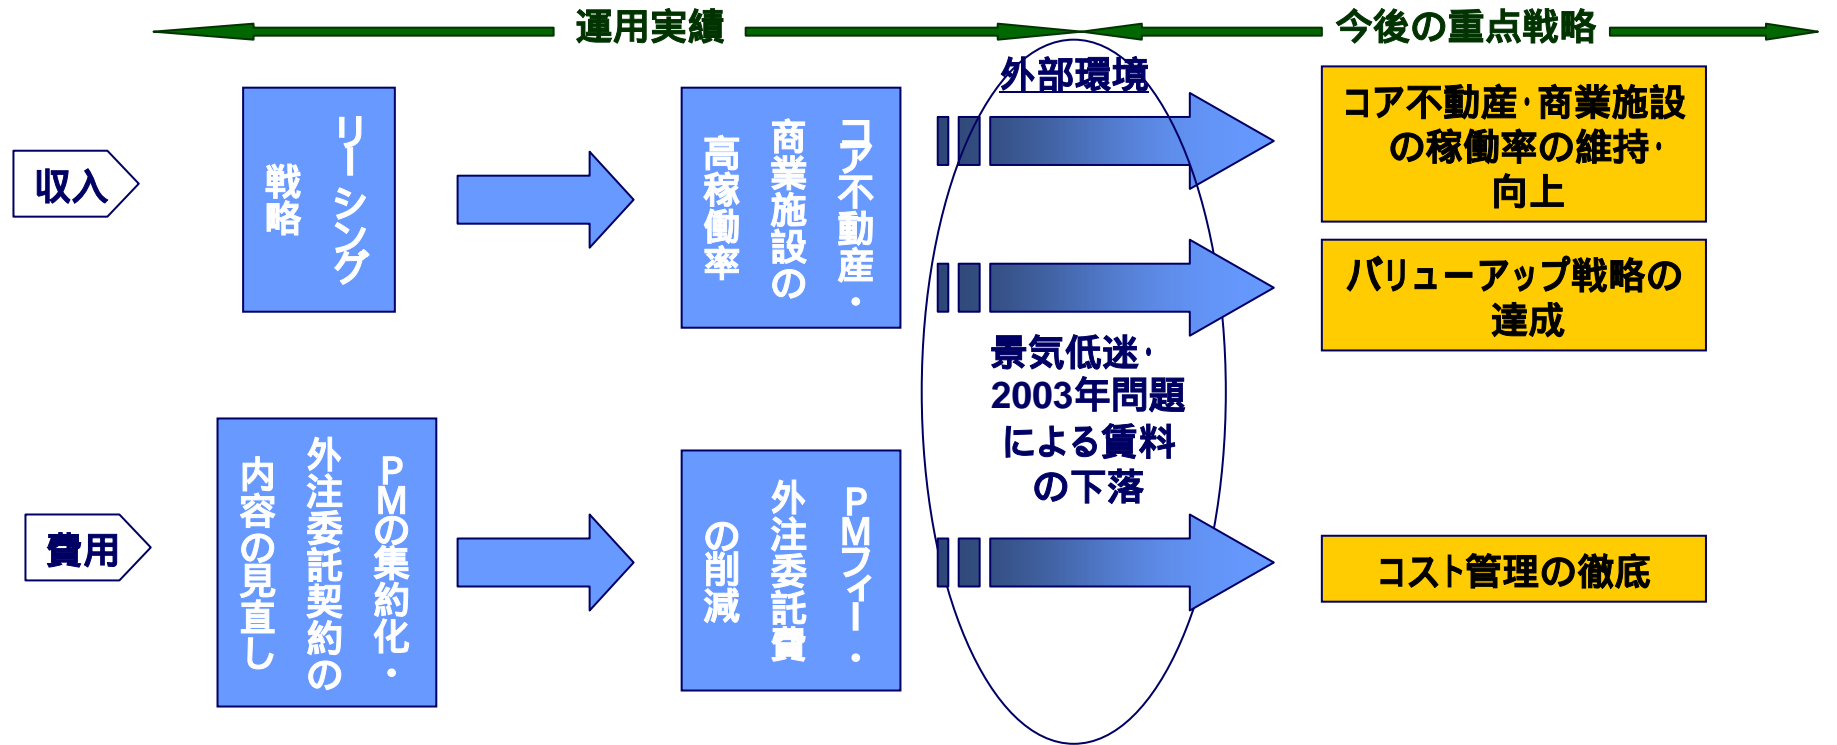 運用実績
今後の重点戦略
外部環境
収入
リーシング
戦略
コア不動産・
商業施設の
高稼働率
コア不動産・商業施設
の稼働率の維持・
向上
バリューアップ戦略の
達成
景気低迷・
2003年問題
による賃料
の下落
費用
ＰＭの集約化・
外注委託契約の
内容の見直し
ＰＭフィー・
外注委託費
の削減
コスト管理の徹底